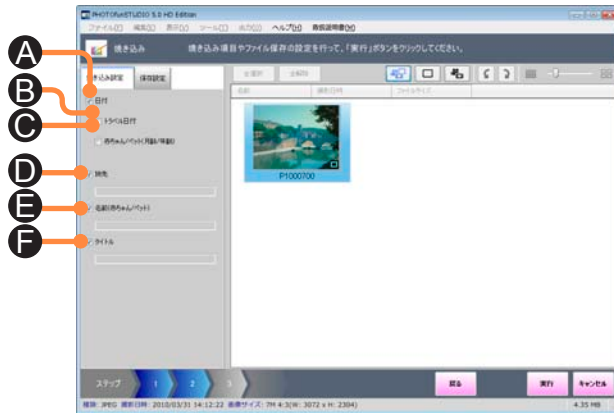 PHOTOfunSTUDIO 5.0 HD Edition
ファイル(F) 編集(E) 表示(V) ツール(T) 出力(O) ヘルプ(H) 取扱説明書(M)
焼き込み 焼き込み項目やファイル保存の設定を行って、「実行」ボタンをクリックしてください。
焼き込み設定 保存設定 全選択 全解除
名前 撮影日時 ファイルサイズ
A
日付
B
C
トラベル日付
赤ちゃん/ペット(月齢/年齢)
P1000700
D
旅先
E
名前(赤ちゃん/ペット)
F
タイトル
ステップ 1 2 3 戻る 実行 キャンセル
種類: JPEG 撮影日時: 2010/03/31 14:12:22 画像サイズ: 7M 4:3(W: 3072 x H: 2304) 4.35 MB